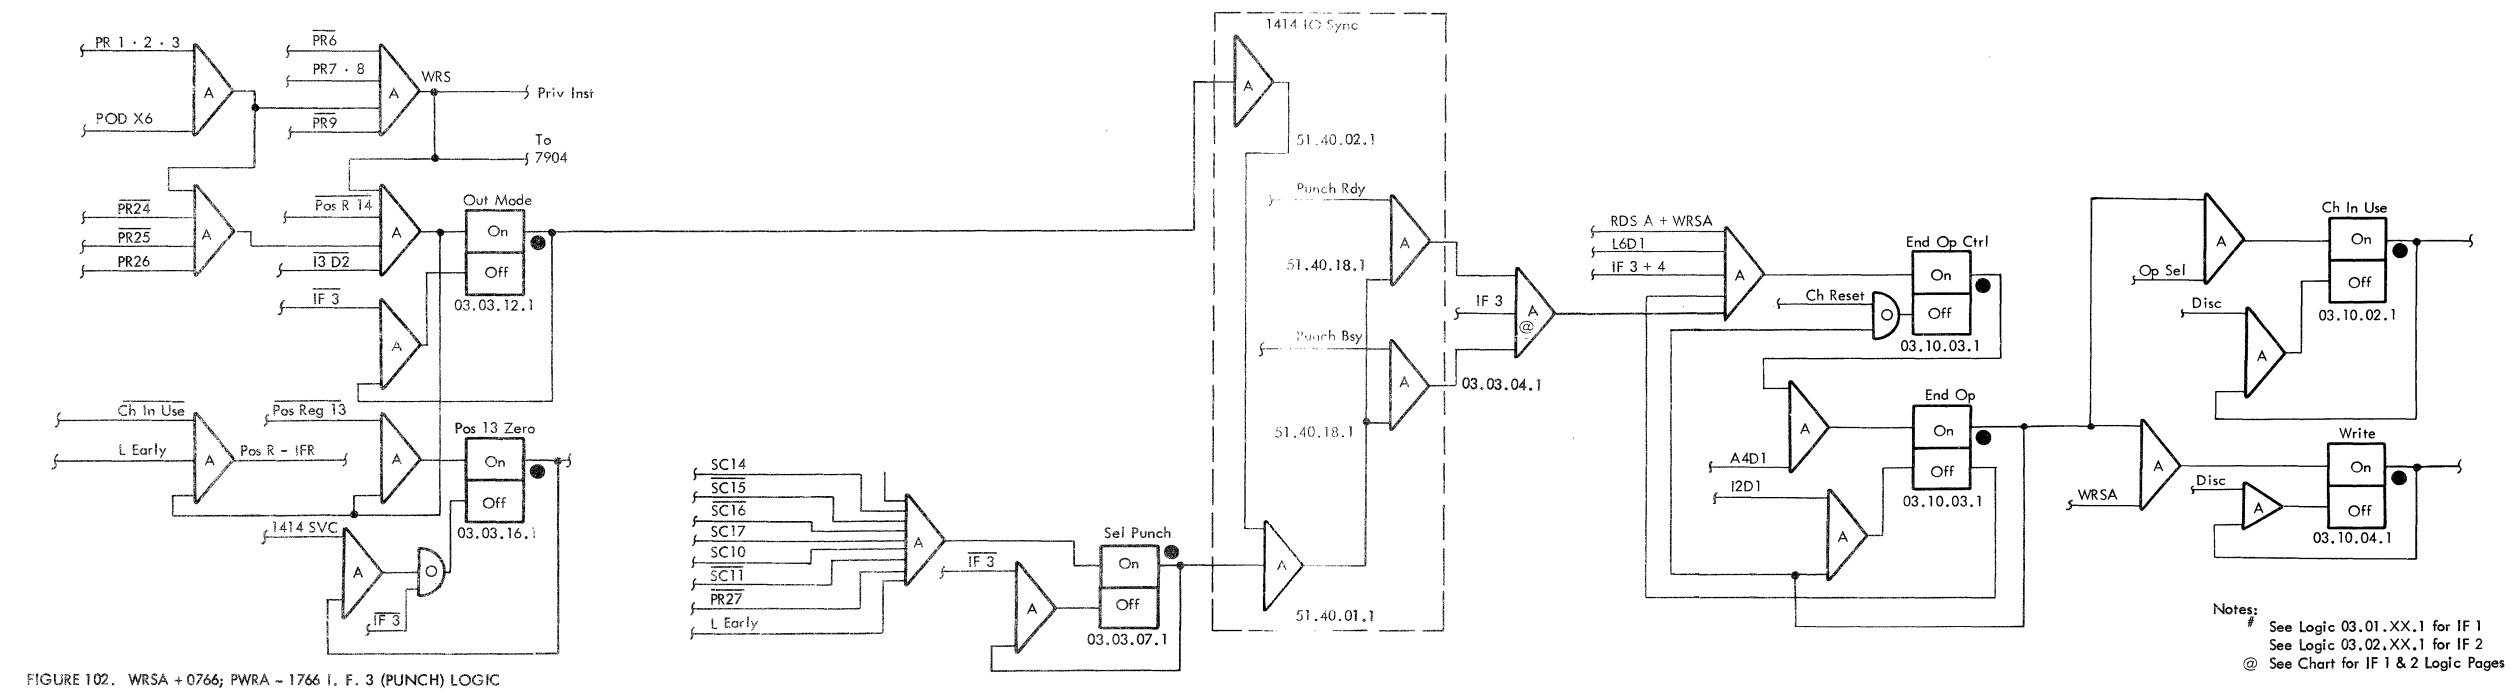 PR 1 · 2 · 3
A
POD X6
PR6
PR7 · 8
A
PR9
WRS
Priv Inst
To
7904
PR24
PR25
PR26
A
Pos R 14
I3 D2
A
Out Mode
On
Off
03.03.12.1
IF 3
A
Ch In Use
L Early
A
Pos R - IFR
Pos Reg 13
A
Pos 13 Zero
On
Off
03.03.16.1
1414 SVC
A
O
IF 3
SC14
SC15
SC16
SC17
SC10
SC11
PR27
L Early
A
IF 3
A
Sel Punch
On
Off
03.03.07.1
1414 IO Sync
A
51.40.02.1
Punch Rdy
A
51.40.18.1
Punch Bsy
A
51.40.18.1
A
51.40.01.1
IF 3
A
@
03.03.04.1
RDS A + WRSA
L6D1
IF 3 + 4
A
Ch Reset
O
End Op Ctrl
On
Off
03.10.03.1
A
A4D1
I2D1
A
End Op
On
Off
03.10.03.1
A
Op Sel
Disc
A
Ch In Use
On
Off
03.10.02.1
A
WRSA
Disc
A
Write
On
Off
03.10.04.1
Notes:
# See Logic 03.01.XX.1 for IF 1
See Logic 03.02.XX.1 for IF 2
@ See Chart for IF 1 & 2 Logic Pages
FIGURE 102. WRSA + 0766; PWRA - 1766 I. F. 3 (PUNCH) LOGIC